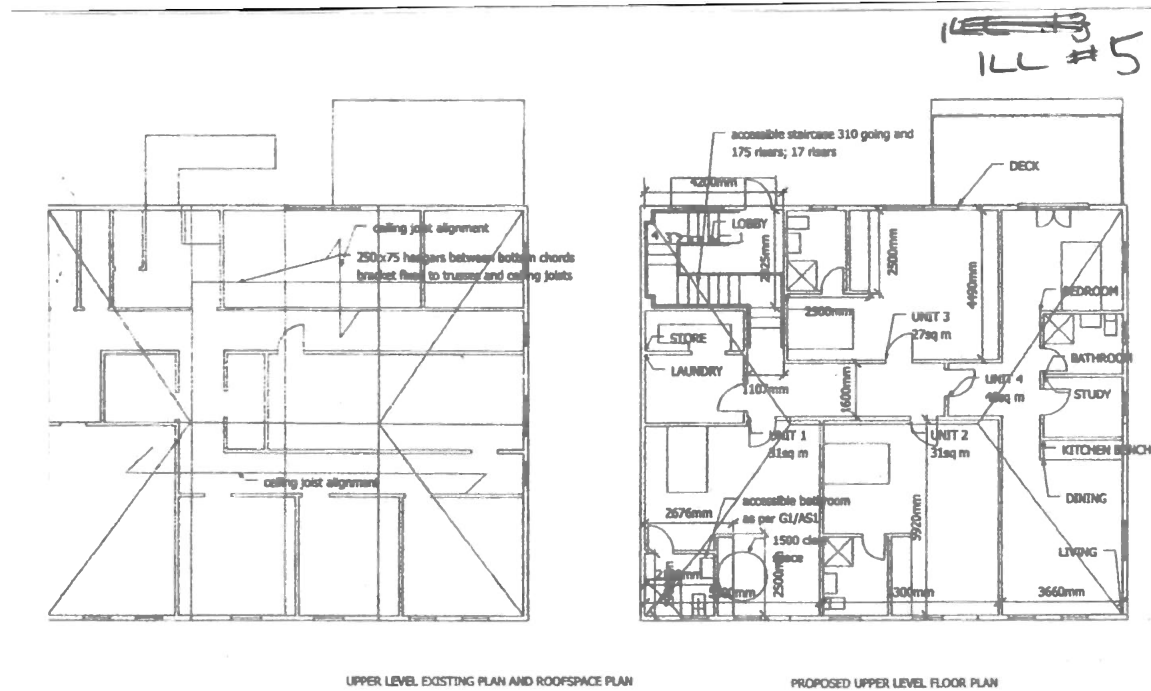 ILL #5
accessible staircase 310 going and
175 risers; 17 risers
DECK
4200mm
LOBBY
ceiling joist alignment
250x75 hangers between bottom chords
bracket fixed to trusses and ceiling joists
2500mm
4490mm
2300mm
BEDROOM
UNIT 3
27sq m
STORE
LAUNDRY
BATHROOM
1107mm
1600mm
UNIT 4
sq m
STUDY
UNIT 1
31sq m
UNIT 2
31sq m
KITCHEN BENCH
ceiling joist alignment
accessible bathroom
as per G1/AS1
2676mm
DINING
1500 clear
space
5920mm
2500mm
LIVING
3660mm
UPPER LEVEL EXISTING PLAN AND ROOFSPACE PLAN
PROPOSED UPPER LEVEL FLOOR PLAN